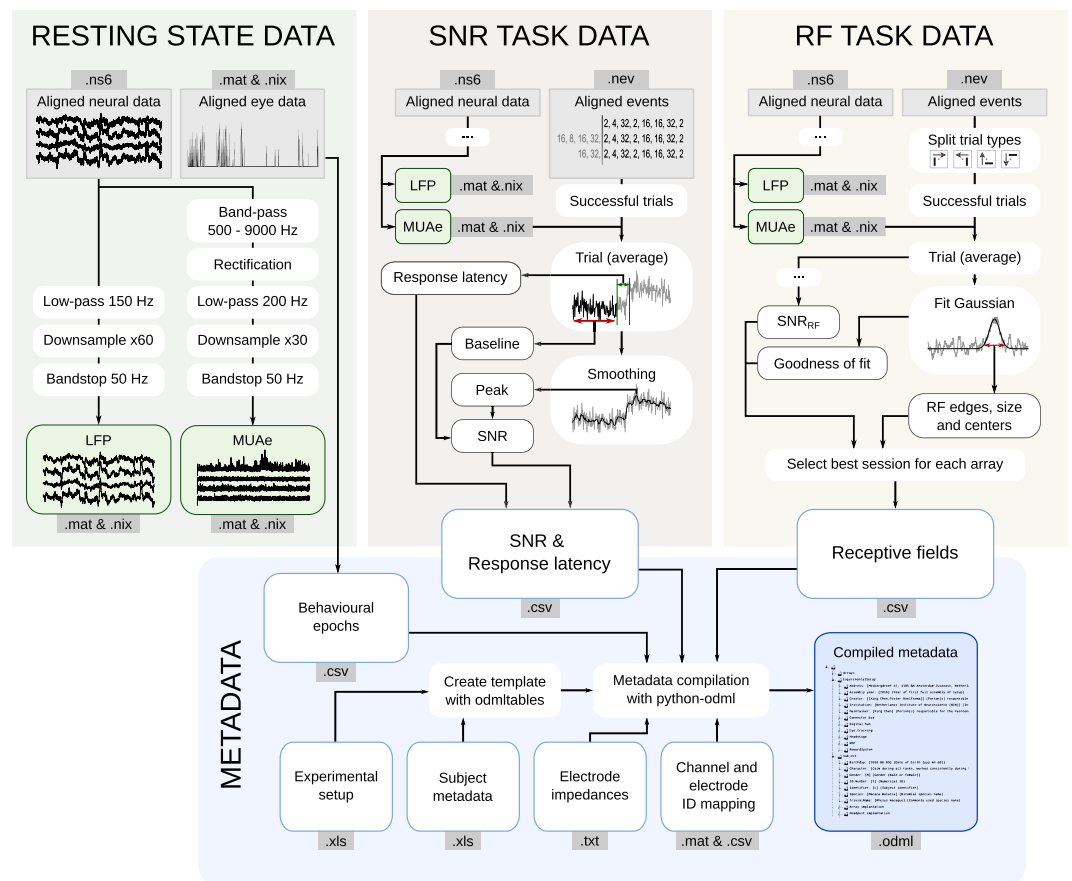 RESTING STATE DATA
.ns6
.mat & .nix
Aligned neural data
Aligned eye data
Band-pass
500 - 9000 Hz
Rectification
Low-pass 150 Hz
Low-pass 200 Hz
Downsample x60
Downsample x30
Bandstop 50 Hz
Bandstop 50 Hz
LFP
MUAe
.mat & .nix
.mat & .nix
SNR TASK DATA
.ns6
.nev
Aligned neural data
Aligned events
...
2, 4, 32, 2, 16, 16, 32, 2
16, 8, 16, 32, 2, 4, 32, 2, 16, 16, 32, 2
16, 32, 2, 4, 32, 2, 16, 16, 32, 2
LFP
.mat &.nix
Successful trials
MUAe
.mat & .nix
Trial (average)
Response latency
Baseline
Smoothing
Peak
SNR
RF TASK DATA
.ns6
.nev
Aligned neural data
Aligned events
...
Split trial types
LFP
.mat & .nix
Successful trials
MUAe
.mat & .nix
Trial (average)
...
Fit Gaussian
SNRRF
Goodness of fit
RF edges, size
and centers
Select best session for each array
SNR &
Response latency
.csv
Receptive fields
.csv
METADATA
Behavioural
epochs
.csv
Create template
with odmltables
Metadata compilation
with python-odml
Compiled metadata
Experimental
setup
.xls
Subject
metadata
.xls
Electrode
impedances
.txt
Channel and
electrode
ID mapping
.mat & .csv
.odml